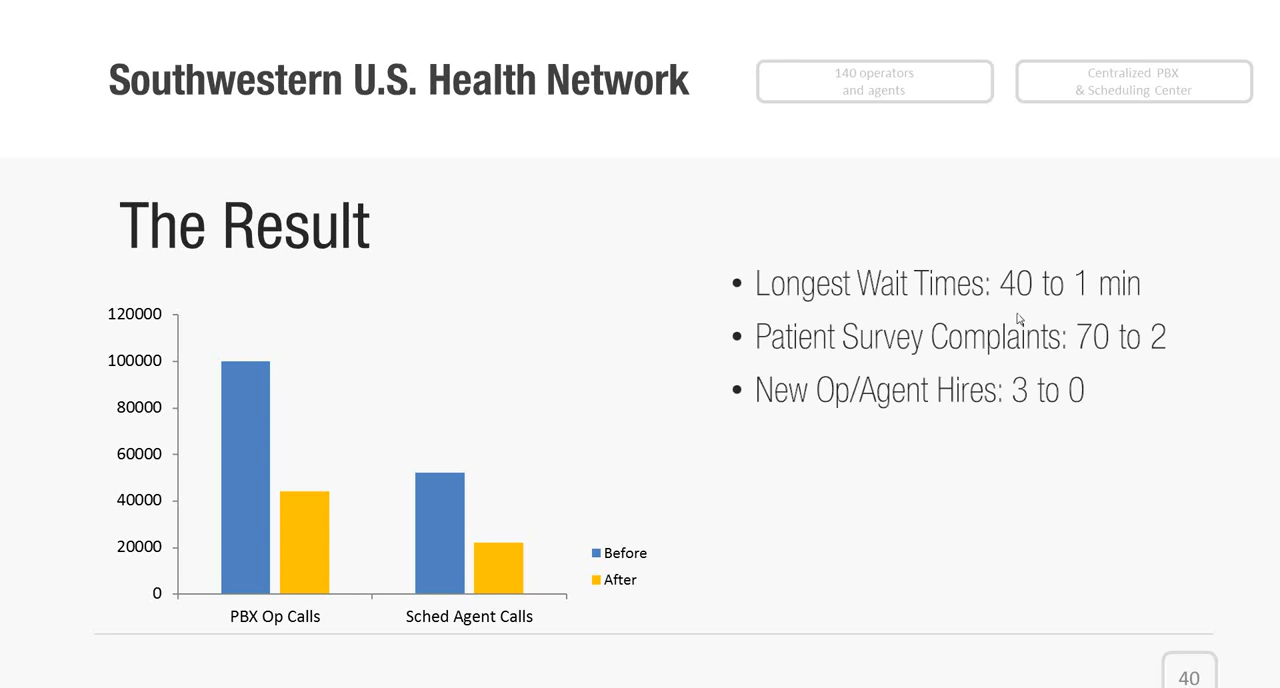 Southwestern U.S. Health Network
140 operators
and agents
Centralized PBX
& Scheduling Center
The Result
120000
100000
80000
60000
40000
20000
0
PBX Op Calls
Sched Agent Calls
Before
After
• Longest Wait Times: 40 to 1 min
• Patient Survey Complaints: 70 to 2
• New Op/Agent Hires: 3 to 0
40